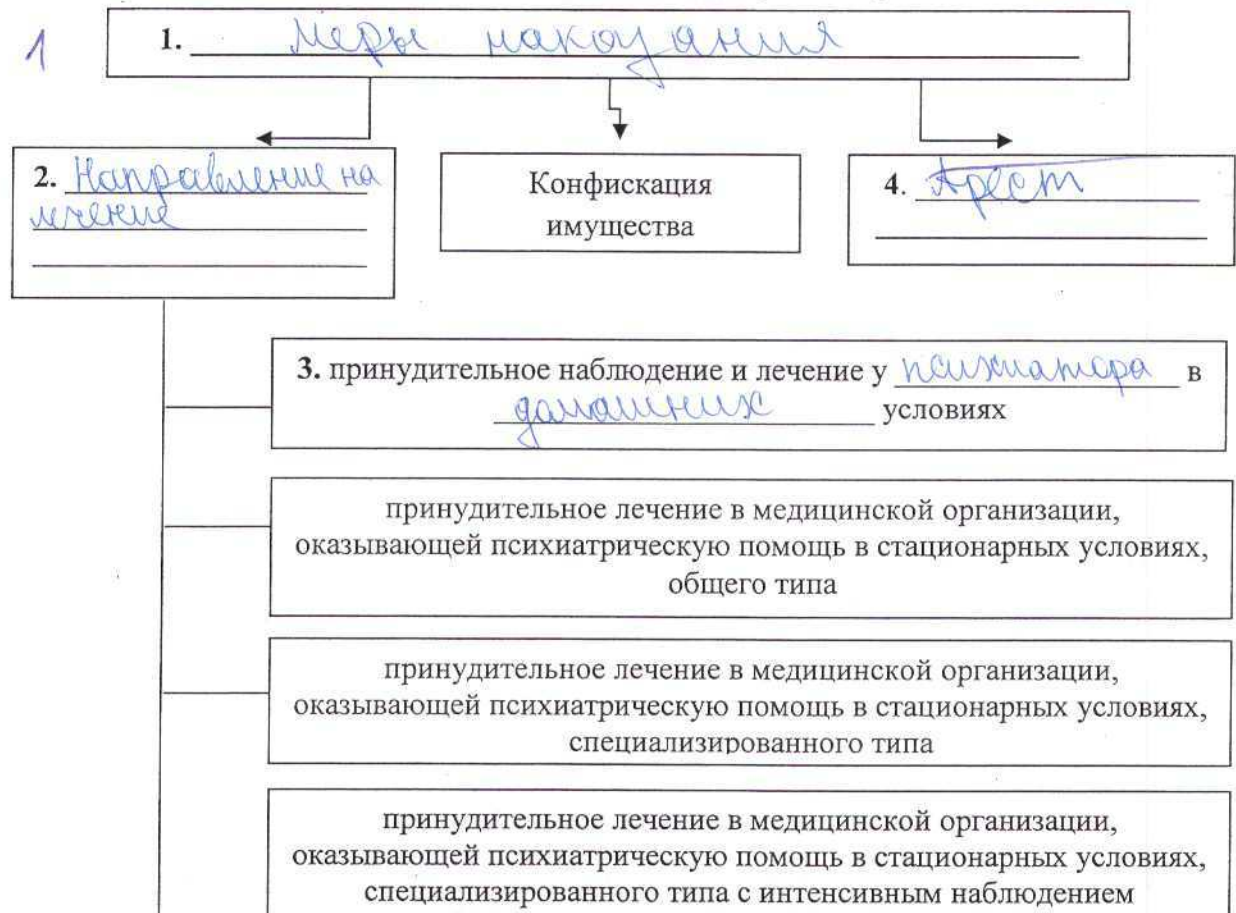 1
1. Меры наказания
2. Направление на
лечение
Конфискация
имущества
4. Арест
3. принудительное наблюдение и лечение у психиатора в
домашних условиях
принудительное лечение в медицинской организации,
оказывающей психиатрическую помощь в стационарных условиях,
общего типа
принудительное лечение в медицинской организации,
оказывающей психиатрическую помощь в стационарных условиях,
специализированного типа
принудительное лечение в медицинской организации,
оказывающей психиатрическую помощь в стационарных условиях,
специализированного типа с интенсивным наблюдением